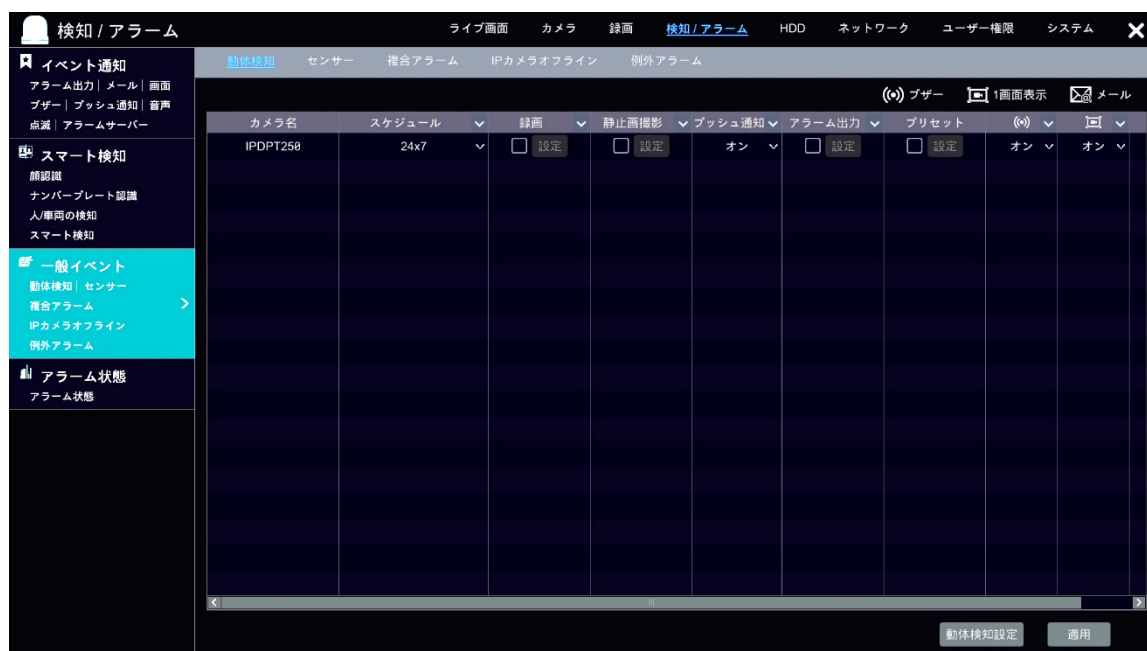 検知 / アラーム
ライブ画面 カメラ 録画 検知 / アラーム HDD ネットワーク ユーザー権限 システム
イベント通知
アラーム出力 | メール | 画面
ブザー | プッシュ通知 | 音声
点滅 | アラームサーバー
スマート検知
顔認識
ナンバープレート認識
人/車両の検知
スマート検知
一般イベント
動体検知 | センサー
複合アラーム
IPカメラオフライン
例外アラーム
アラーム状態
アラーム状態
動体検知 センサー 複合アラーム IPカメラオフライン 例外アラーム
ブザー 1画面表示 メール
カメラ名 スケジュール 録画 静止画撮影 プッシュ通知 アラーム出力 プリセット
IPDPT250 24x7 設定 設定 オン 設定 設定 オン オン
動体検知設定 適用